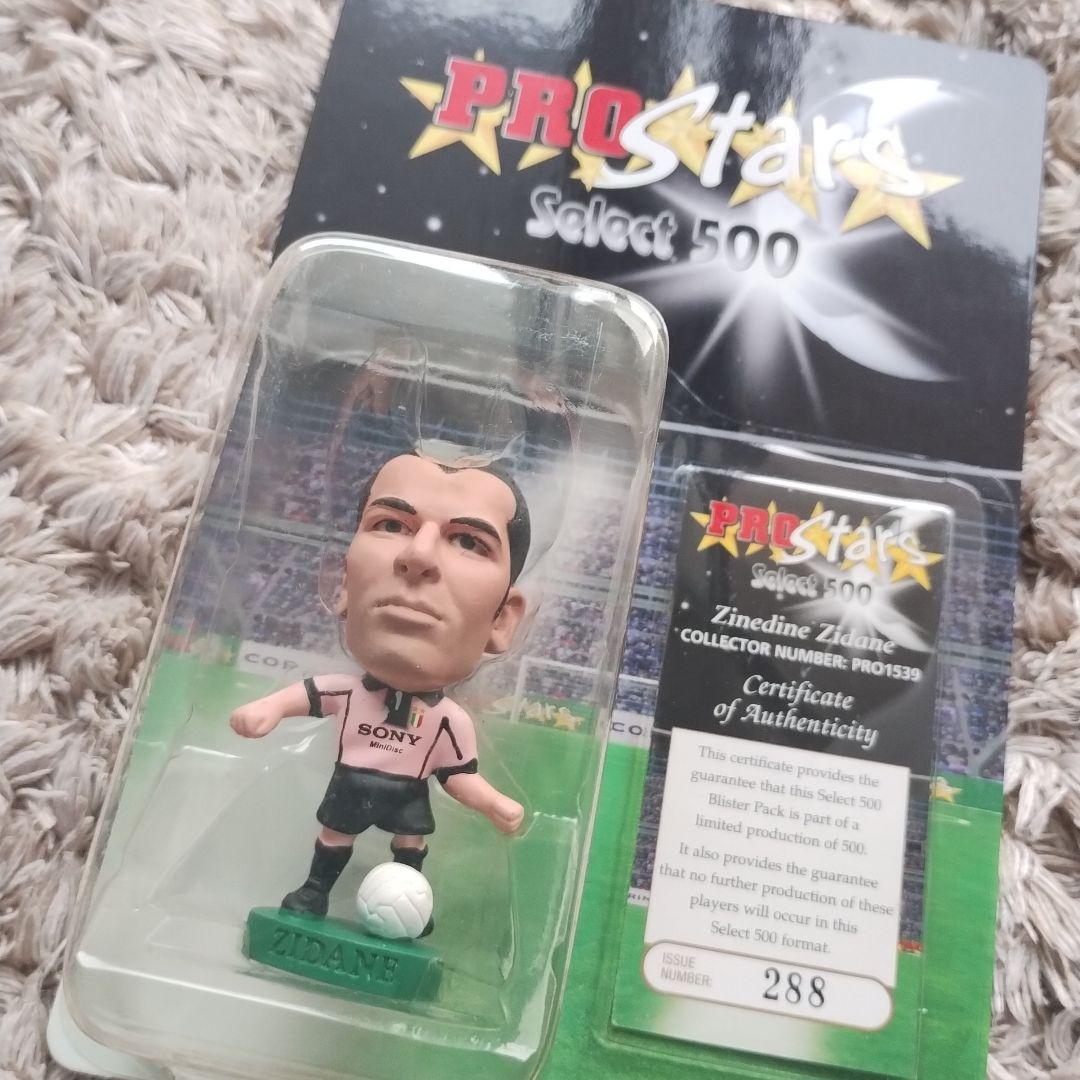 PRO Stars
Select 500
PRO Stars
Select 500
Zinedine Zidane
COLLECTOR NUMBER: PRO1539
Certificate
of Authenticity
This certificate provides the
guarantee that this Select 500
Blister Pack is part of a
limited production of 500.
It also provides the guarantee
that no further production of these
players will occur in this
Select 500 format.
ISSUE
NUMBER:
288
SONY
MiniDisc
ZIDANE
COR
Stars
CO